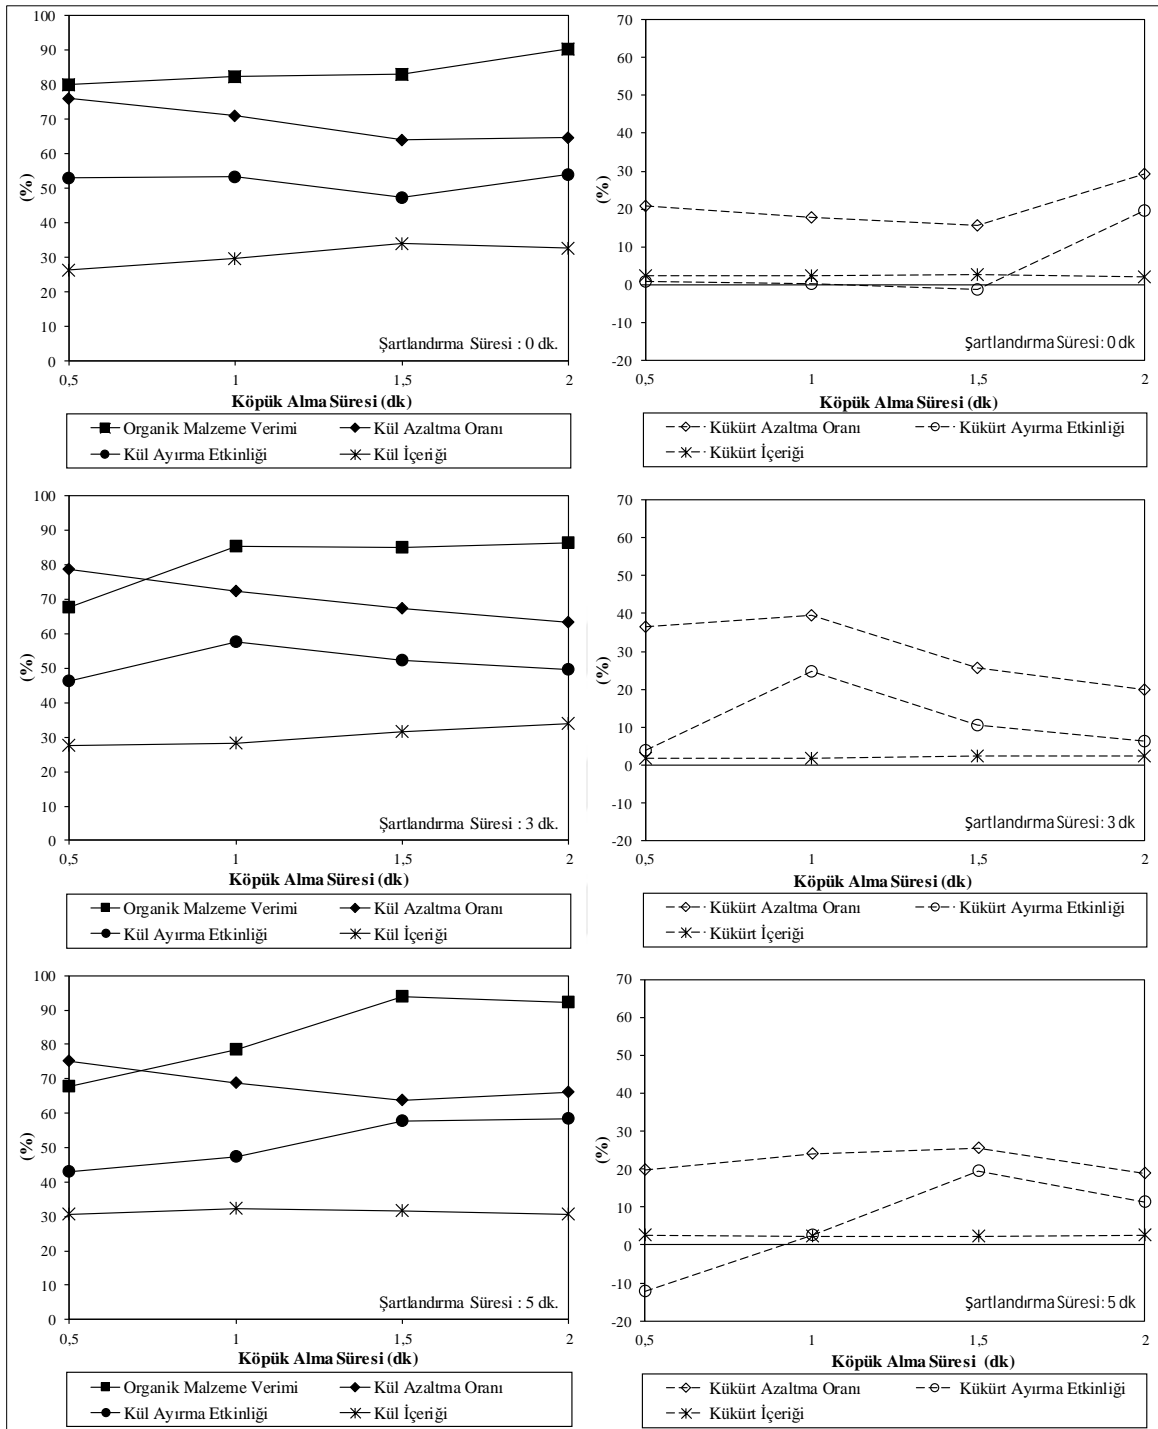 100
90
80
70
60
50
40
30
20
10
0
(%)
0,5 1 1,5 2
Şartlandırma Süresi : 0 dk.
Köpük Alma Süresi (dk)
Organik Malzeme Verimi Kül Azaltma Oranı
Kül Ayırma Etkinliği Kül İçeriği
70
60
50
40
30
20
10
0
-10
-20
(%)
0,5 1 1,5 2
Şartlandırma Süresi: 0 dk
Köpük Alma Süresi (dk)
Kükürt Azaltma Oranı Kükürt Ayırma Etkinliği
Kükürt İçeriği
100
90
80
70
60
50
40
30
20
10
0
(%)
0,5 1 1,5 2
Şartlandırma Süresi : 3 dk.
Köpük Alma Süresi (dk)
Organik Malzeme Verimi Kül Azaltma Oranı
Kül Ayırma Etkinliği Kül İçeriği
70
60
50
40
30
20
10
0
-10
-20
(%)
0,5 1 1,5 2
Şartlandırma Süresi: 3 dk
Köpük Alma Süresi (dk)
Kükürt Azaltma Oranı Kükürt Ayırma Etkinliği
Kükürt İçeriği
100
90
80
70
60
50
40
30
20
10
0
(%)
0,5 1 1,5 2
Şartlandırma Süresi : 5 dk.
Köpük Alma Süresi (dk)
Organik Malzeme Verimi Kül Azaltma Oranı
Kül Ayırma Etkinliği Kül İçeriği
70
60
50
40
30
20
10
0
-10
-20
(%)
0,5 1 1,5 2
Şartlandırma Süresi: 5 dk
Köpük Alma Süresi (dk)
Kükürt Azaltma Oranı Kükürt Ayırma Etkinliği
Kükürt İçeriği